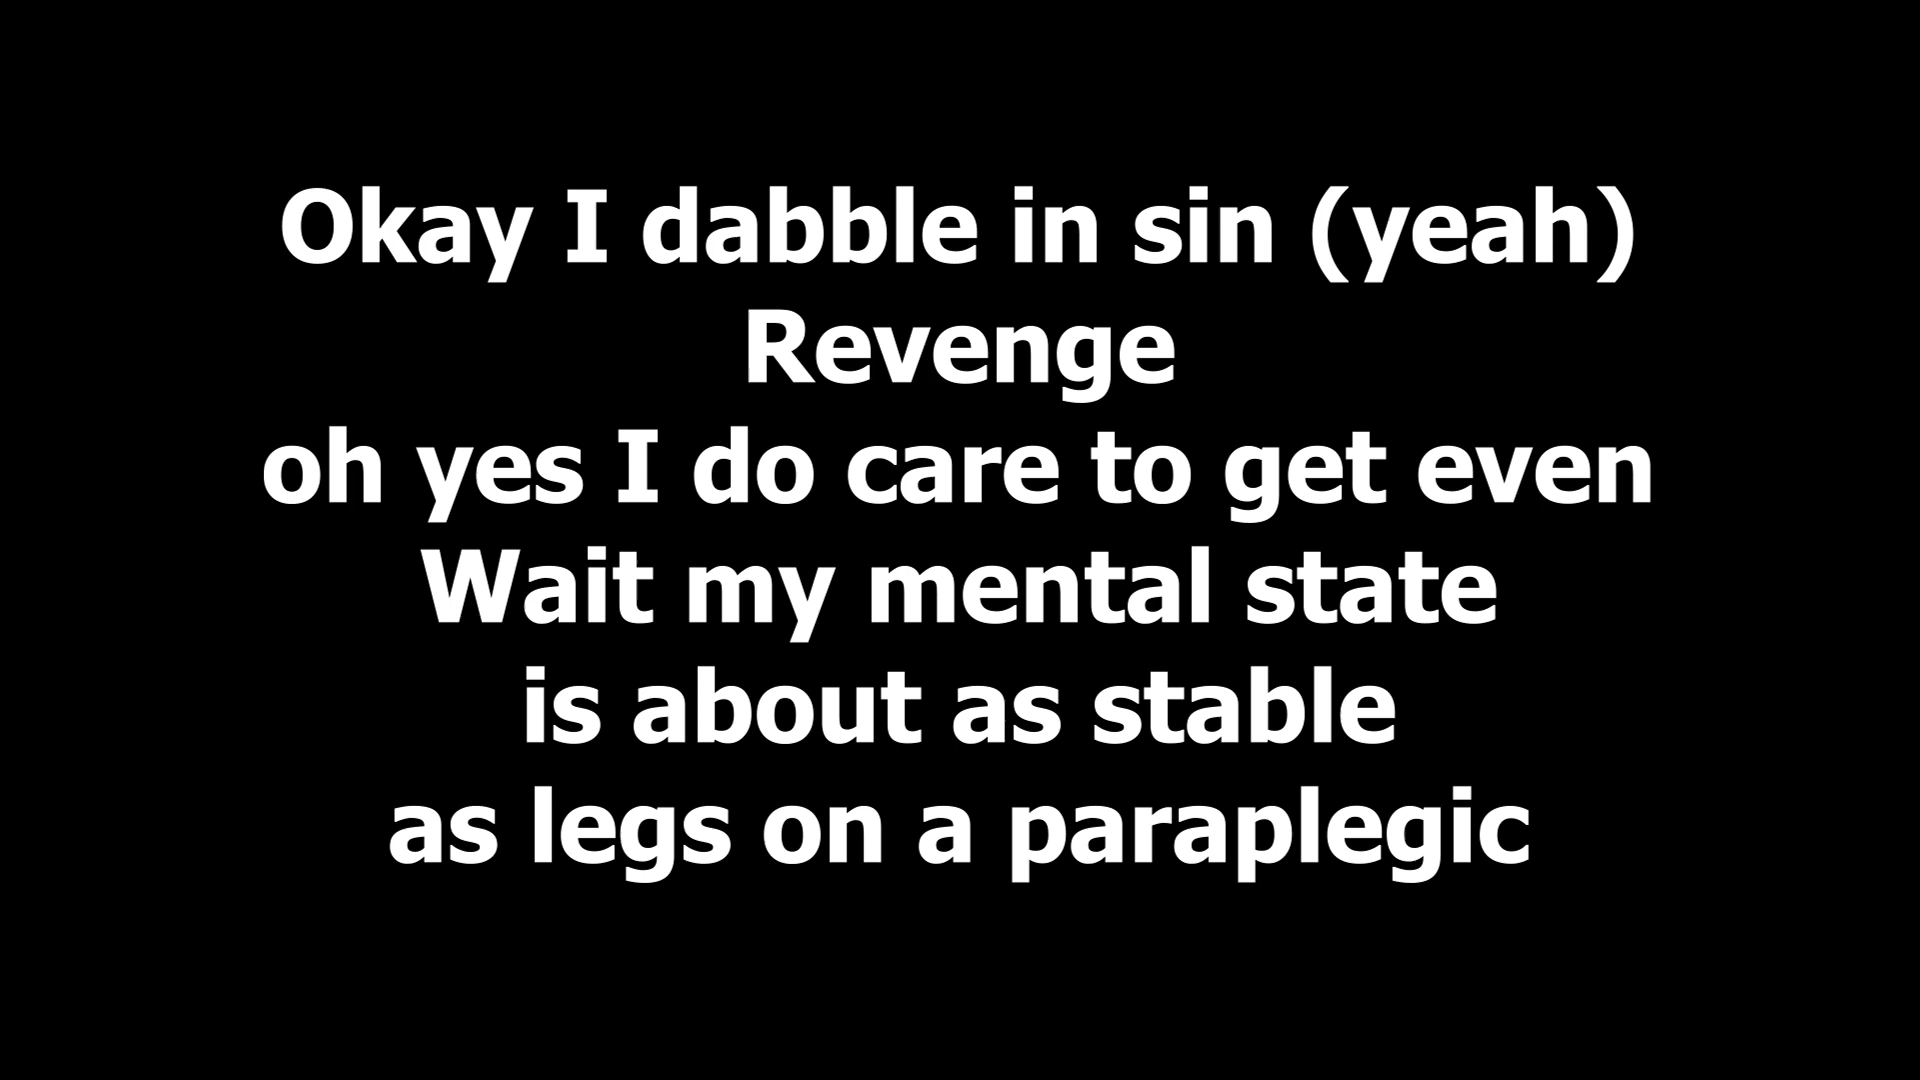 Okay I dabble in sin (yeah)
Revenge
oh yes I do care to get even
Wait my mental state
is about as stable
as legs on a paraplegic